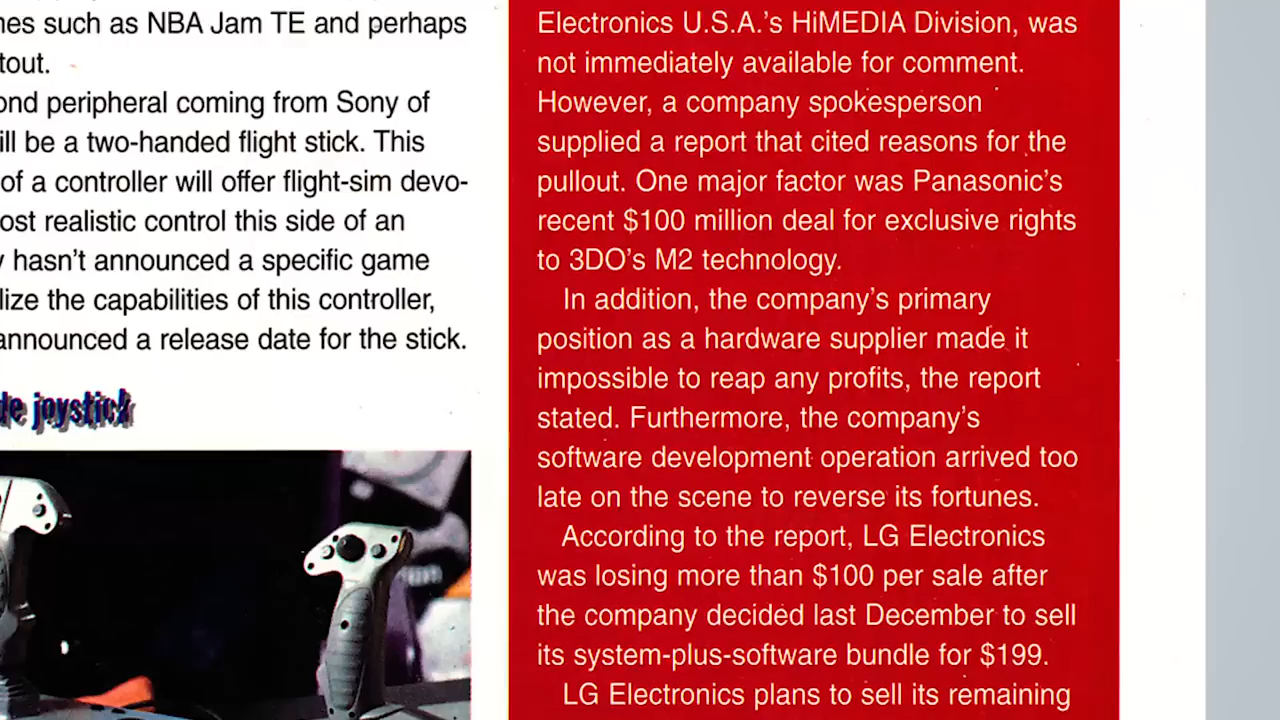 such as NBA Jam TE and perhaps
peripheral coming from Sony of
be a two-handed flight stick. This
of a controller will offer flight-sim devo-
realistic control this side of an
hasn't announced a specific game
the capabilities of this controller,
announced a release date for the stick.
joystick
Electronics U.S.A.'s HiMEDIA Division, was
not immediately available for comment.
However, a company spokesperson
supplied a report that cited reasons for the
pullout. One major factor was Panasonic's
recent $100 million deal for exclusive rights
to 3DO's M2 technology.
In addition, the company's primary
position as a hardware supplier made it
impossible to reap any profits, the report
stated. Furthermore, the company's
software development operation arrived too
late on the scene to reverse its fortunes.
According to the report, LG Electronics
was losing more than $100 per sale after
the company decided last December to sell
its system-plus-software bundle for $199.
LG Electronics plans to sell its remaining